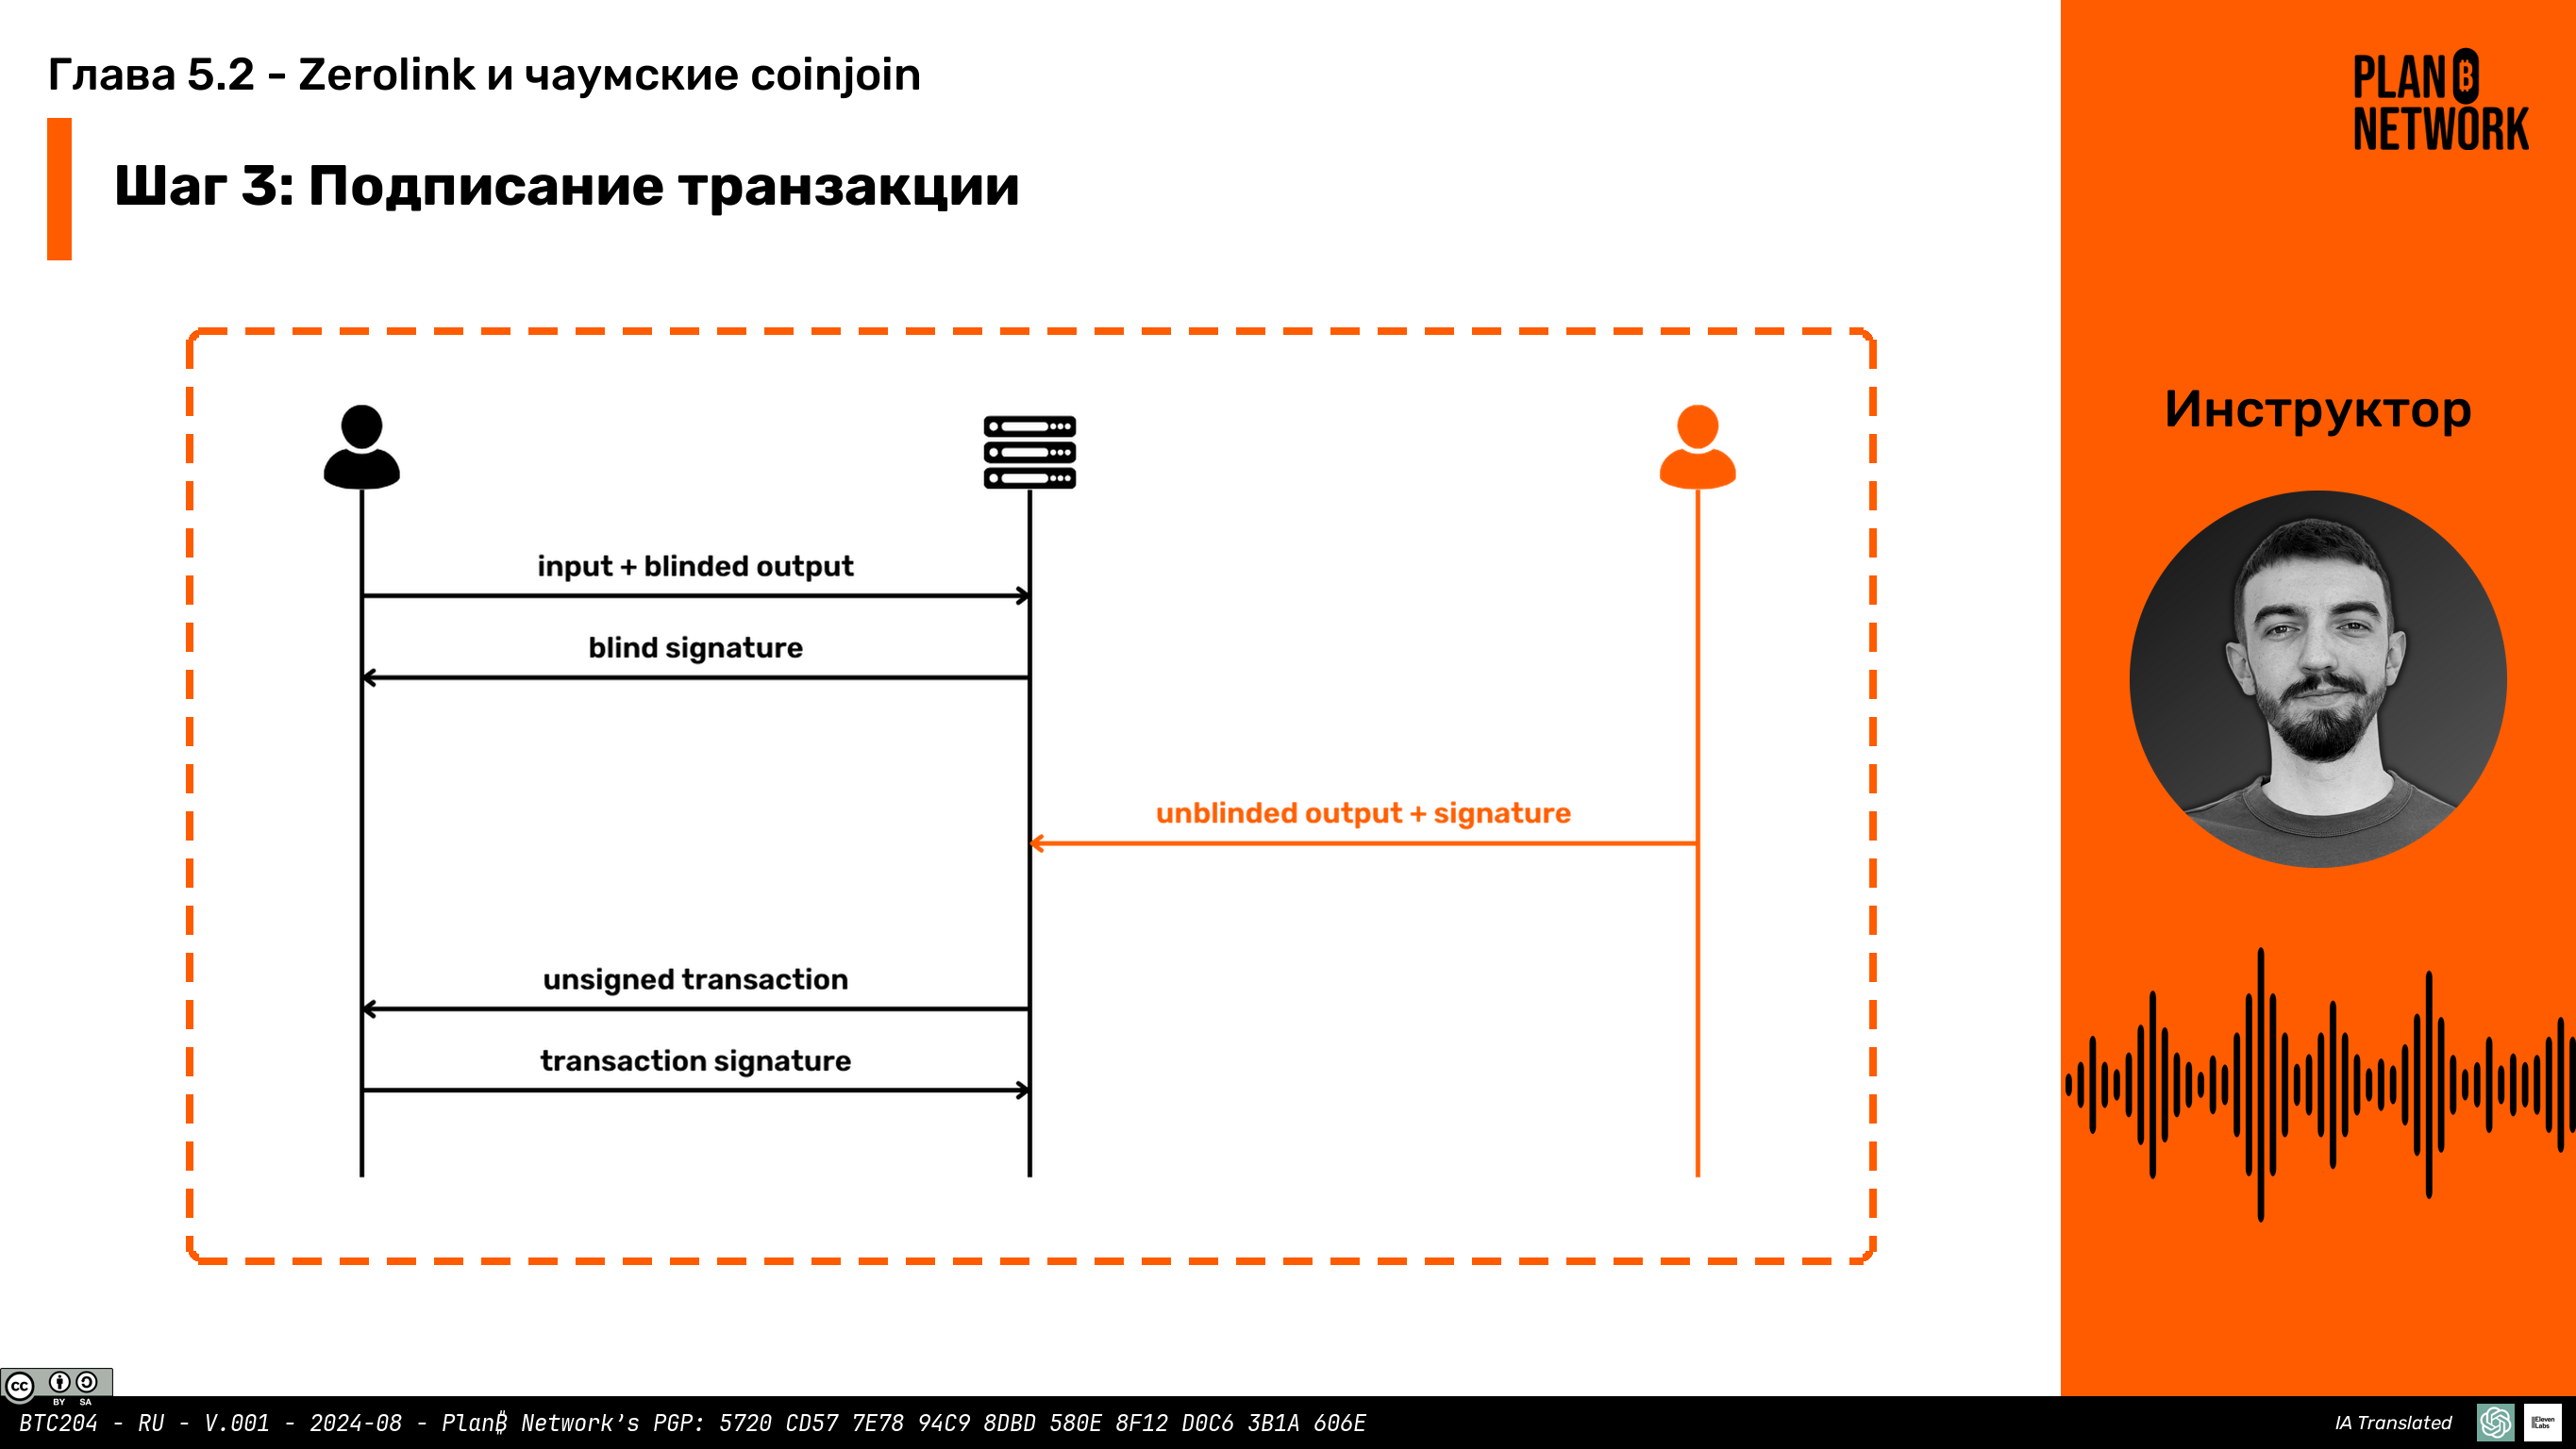 Глава 5.2 - Zerolink и чаумские coinjoin
Шаг 3: Подписание транзакции
PLAN ₿
NETWORK
Инструктор
input + blinded output
blind signature
unblinded output + signature
unsigned transaction
transaction signature
cc BY SA
BTC204 - RU - V.001 - 2024-08 - Plan₿ Network's PGP: 5720 CD57 7E78 94C9 8DBD 580E 8F12 D0C6 3B1A 606E
IA Translated
IIElevenLabs